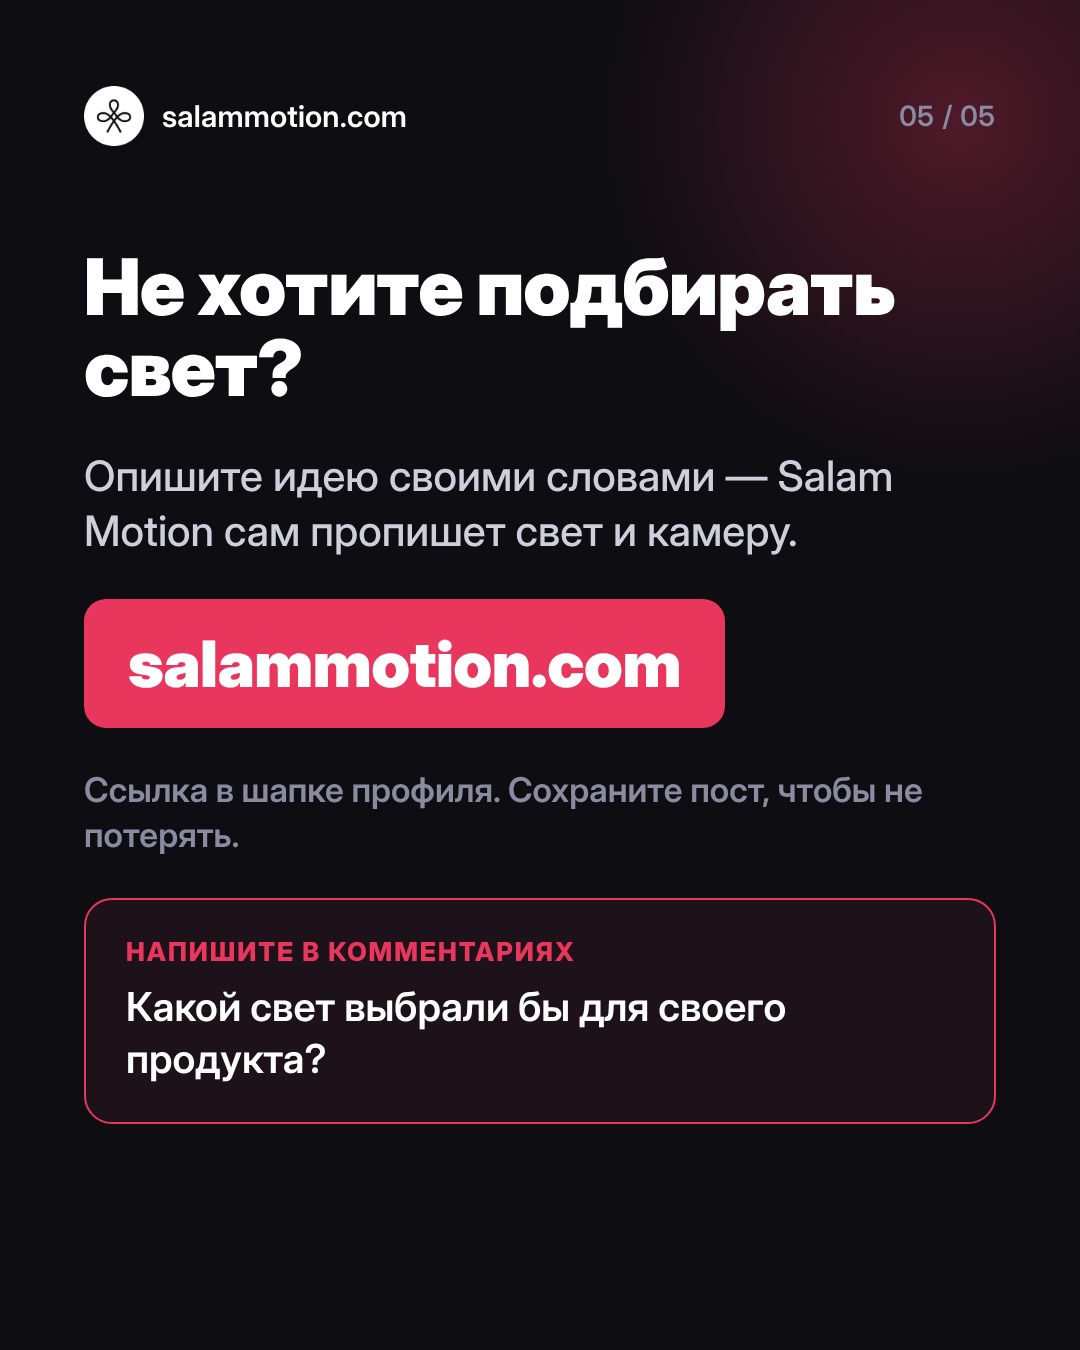 salammotion.com
05 / 05
Не хотите подбирать
свет?
Опишите идею своими словами — Salam
Motion сам пропишет свет и камеру.
salammotion.com
Ссылка в шапке профиля. Сохраните пост, чтобы не
потерять.
НАПИШИТЕ В КОММЕНТАРИЯХ
Какой свет выбрали бы для своего
продукта?